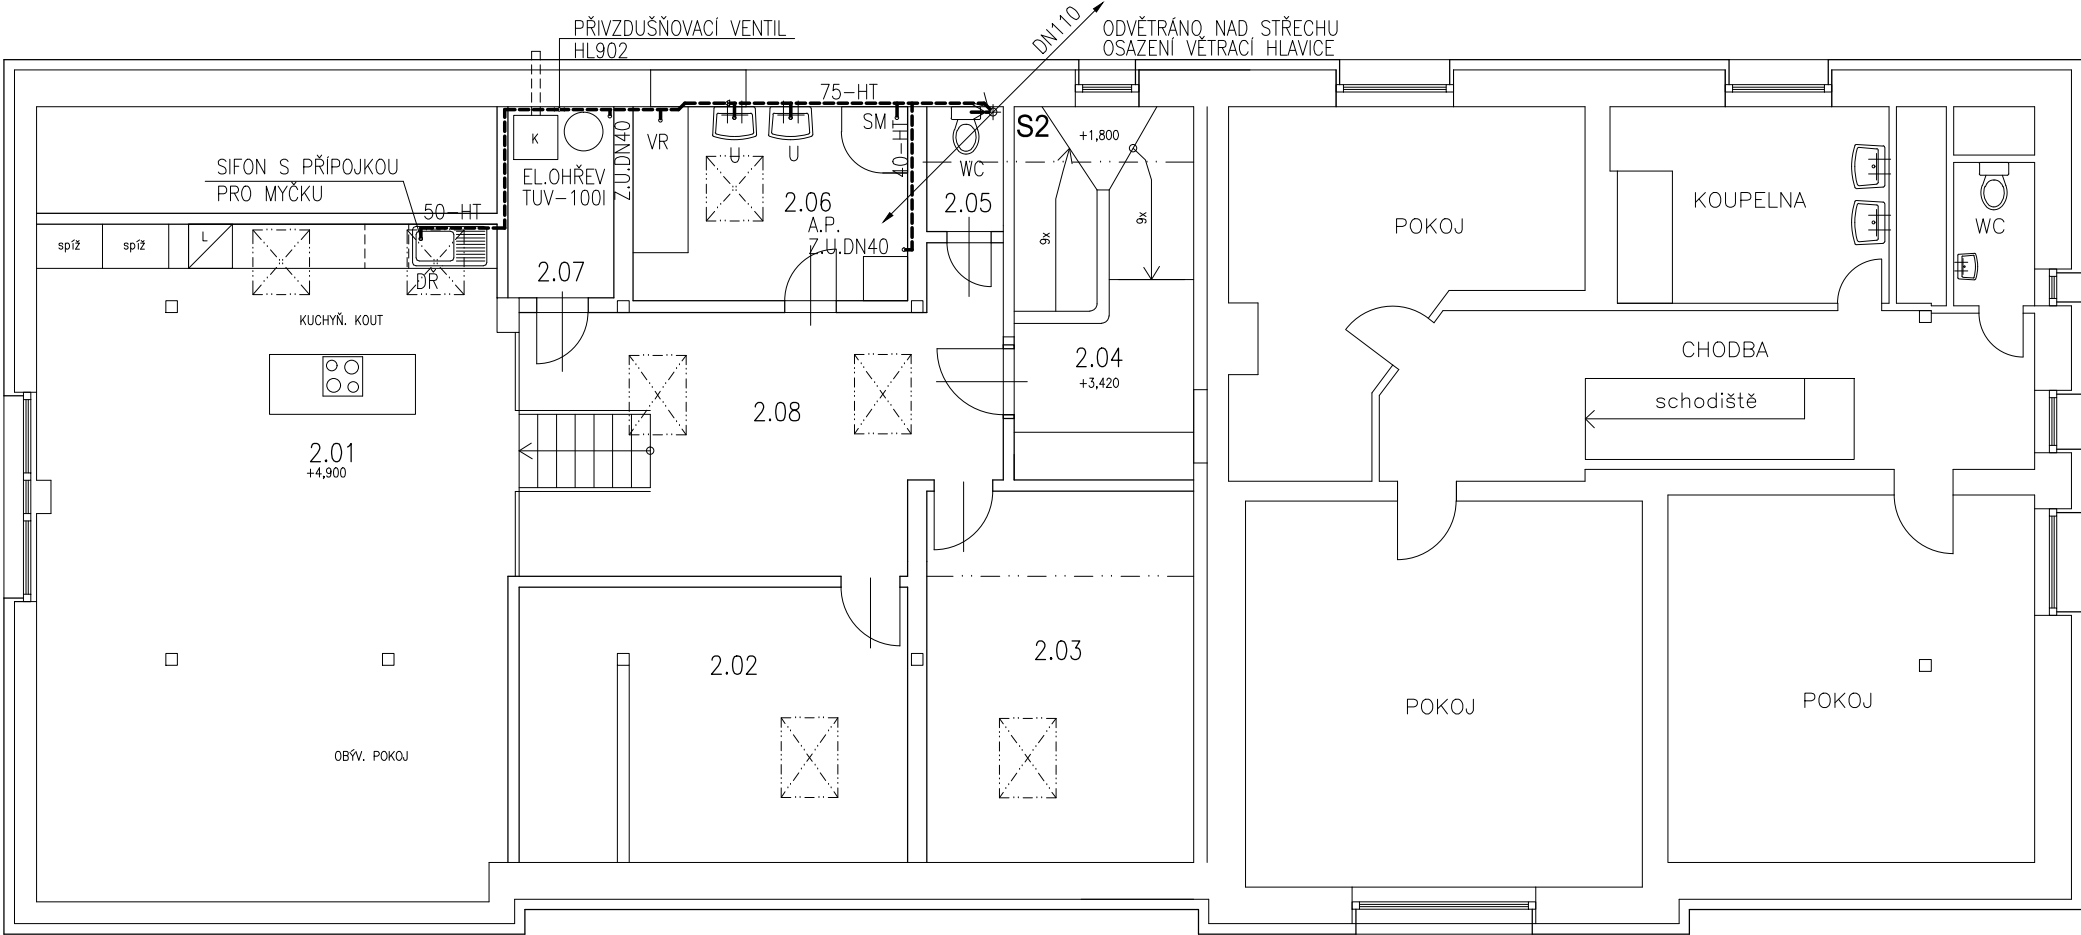 PŘIVZDUŠŇOVACÍ VENTIL
HL902
DN110
ODVĚTRÁNO NAD STŘECHU
OSAZENÍ VĚTRACÍ HLAVICE
75-HT
SM
40-HT
S2
+1,800
K
VR
U
U
WC
SIFON S PŘÍPOJKOU
PRO MYČKU
EL.OHŘEV
TUV-100l
Z.U.DN40
2.06
A.P.
Z.U.DN40
2.05
50-HT
9x
9x
POKOJ
KOUPELNA
WC
spíž
spíž
L
DŘ
2.07
KUCHYŇ. KOUT
2.04
+3,420
CHODBA
schodiště
2.08
2.01
+4,900
2.02
2.03
POKOJ
POKOJ
OBÝV. POKOJ